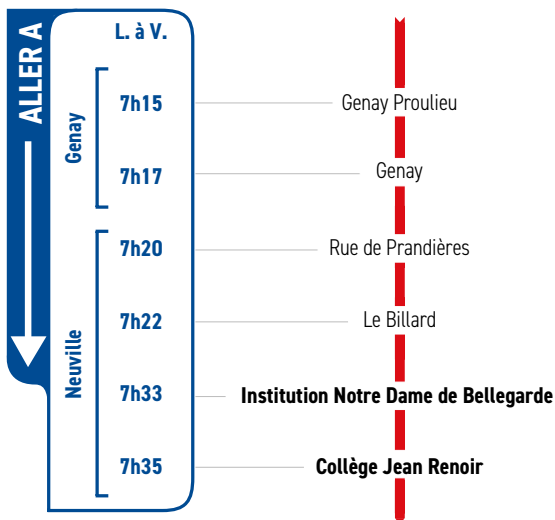 ALLER A
L. à V.
Genay
7h15 Genay Proulieu
7h17 Genay
Neuville
7h20 Rue de Prandières
7h22 Le Billard
7h33 Institution Notre Dame de Bellegarde
7h35 Collège Jean Renoir